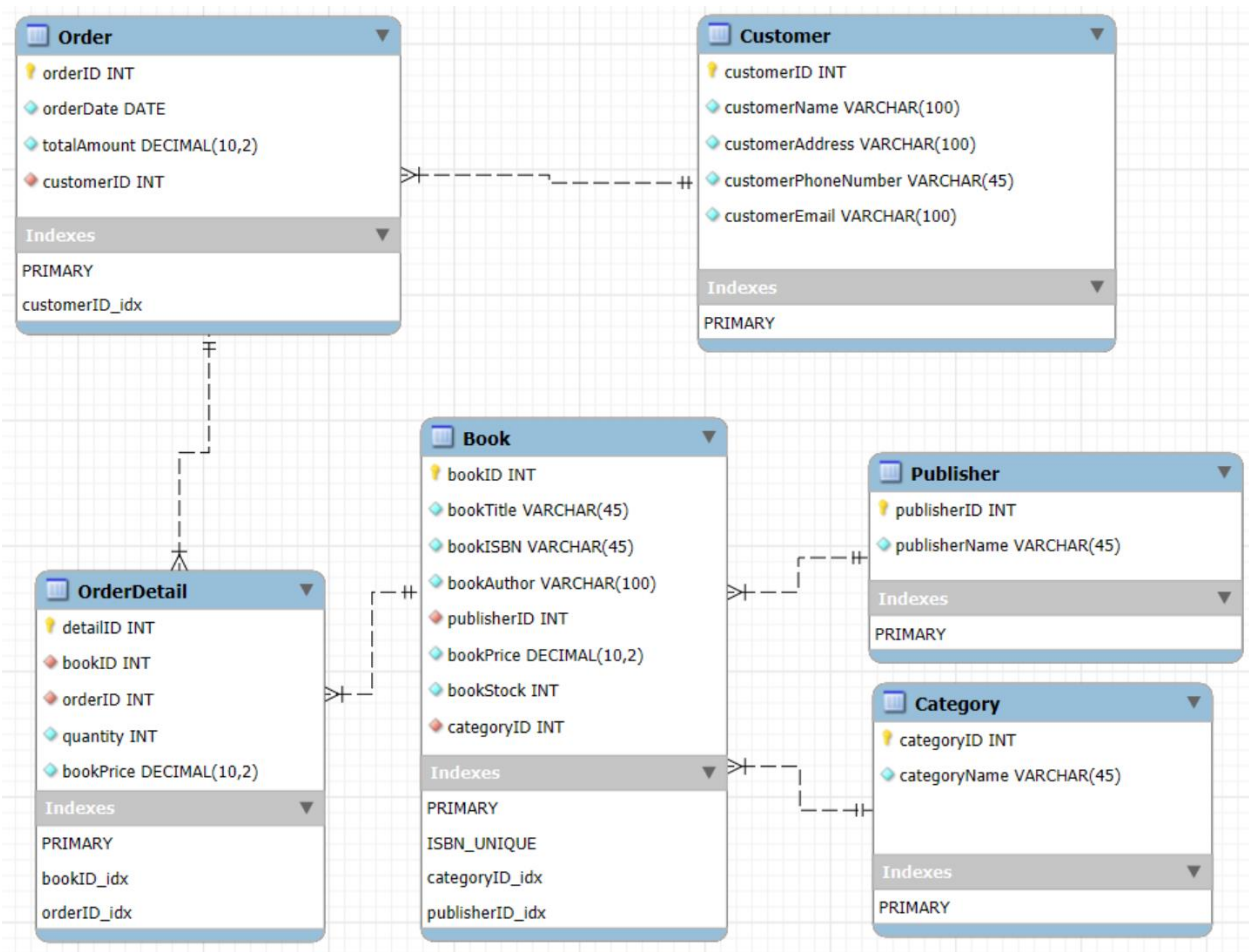 Order
orderID INT
orderDate DATE
totalAmount DECIMAL(10,2)
customerID INT
Indexes
PRIMARY
customerID_idx
Customer
customerID INT
customerName VARCHAR(100)
customerAddress VARCHAR(100)
customerPhoneNumber VARCHAR(45)
customerEmail VARCHAR(100)
Indexes
PRIMARY
OrderDetail
detailID INT
bookID INT
orderID INT
quantity INT
bookPrice DECIMAL(10,2)
Indexes
PRIMARY
bookID_idx
orderID_idx
Book
bookID INT
bookTitle VARCHAR(45)
bookISBN VARCHAR(45)
bookAuthor VARCHAR(100)
publisherID INT
bookPrice DECIMAL(10,2)
bookStock INT
categoryID INT
Indexes
PRIMARY
ISBN_UNIQUE
categoryID_idx
publisherID_idx
Publisher
publisherID INT
publisherName VARCHAR(45)
Indexes
PRIMARY
Category
categoryID INT
categoryName VARCHAR(45)
Indexes
PRIMARY